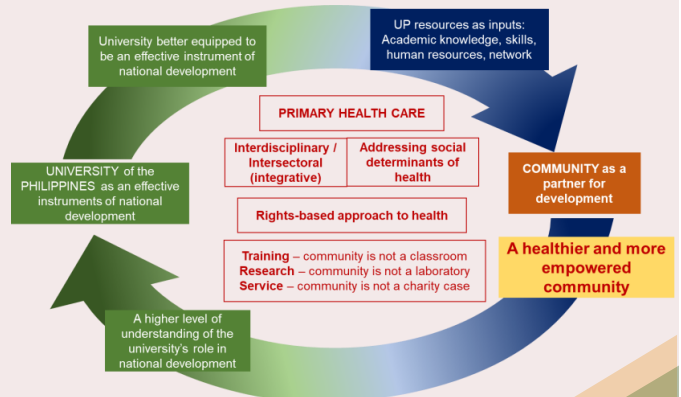 University better equipped to
be an effective instrument of
national development
UP resources as inputs:
Academic knowledge, skills,
human resources, network
PRIMARY HEALTH CARE
Interdisciplinary /
Intersectoral
(integrative)
Addressing social
determinants of
health
UNIVERSITY of the
PHILIPPINES as an effective
instruments of national
development
COMMUNITY as a
partner for
development
Rights-based approach to health
A healthier and more
empowered
community
Training – community is not a classroom
Research – community is not a laboratory
Service – community is not a charity case
A higher level of
understanding of the
university's role in
national development